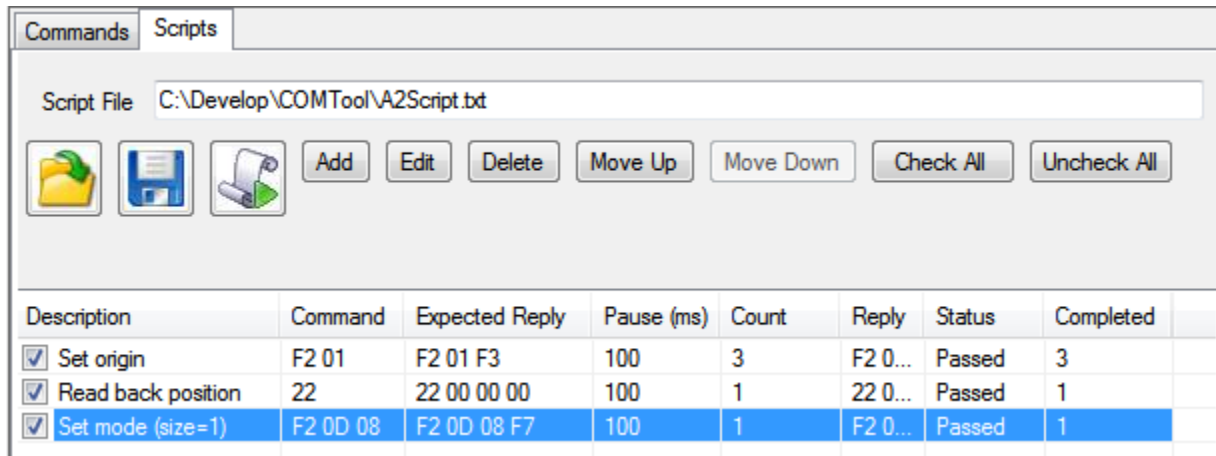 Commands Scripts
Script File C:\Develop\COMTool\A2Script.txt
Add Edit Delete Move Up Move Down Check All Uncheck All
Description Command Expected Reply Pause (ms) Count Reply Status Completed
Set origin F2 01 F2 01 F3 100 3 F2 0... Passed 3
Read back position 22 22 00 00 00 100 1 22 0... Passed 1
Set mode (size=1) F2 0D 08 F2 0D 08 F7 100 1 F2 0... Passed 1